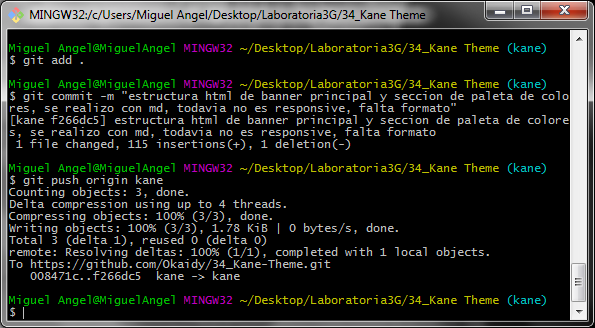 MINGW32:/c/Users/Miguel Angel/Desktop/Laboratoria3G/34_Kane Theme
Miguel Angel@MiguelAngel MINGW32 ~/Desktop/Laboratoria3G/34_Kane Theme (kane)
$ git add .
Miguel Angel@MiguelAngel MINGW32 ~/Desktop/Laboratoria3G/34_Kane Theme (kane)
$ git commit -m "estructura html de banner principal y seccion de paleta de colo
res, se realizo con md, todavia no es responsive, falta formato"
[kane f266dc5] estructura html de banner principal y seccion de paleta de colore
s, se realizo con md, todavia no es responsive, falta formato
1 file changed, 115 insertions(+), 1 deletion(-)
Miguel Angel@MiguelAngel MINGW32 ~/Desktop/Laboratoria3G/34_Kane Theme (kane)
$ git push origin kane
Counting objects: 3, done.
Delta compression using up to 4 threads.
Compressing objects: 100% (3/3), done.
Writing objects: 100% (3/3), 1.78 KiB | 0 bytes/s, done.
Total 3 (delta 1), reused 0 (delta 0)
remote: Resolving deltas: 100% (1/1), completed with 1 local objects.
To https://github.com/Okaidy/34_Kane-Theme.git
008471c..f266dc5  kane -> kane
Miguel Angel@MiguelAngel MINGW32 ~/Desktop/Laboratoria3G/34_Kane Theme (kane)
$